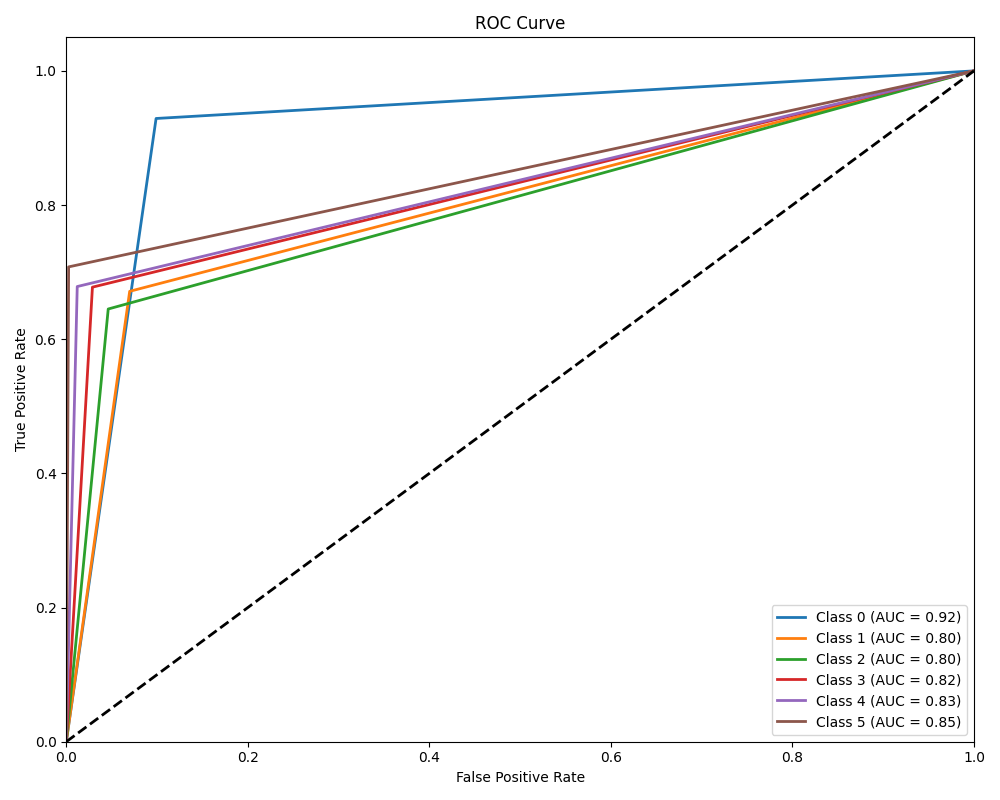 ROC Curve
True Positive Rate
1.0
0.8
0.6
0.4
0.2
0.0
0.0 0.2 0.4 0.6 0.8 1.0
False Positive Rate
Class 0 (AUC = 0.92)
Class 1 (AUC = 0.80)
Class 2 (AUC = 0.80)
Class 3 (AUC = 0.82)
Class 4 (AUC = 0.83)
Class 5 (AUC = 0.85)